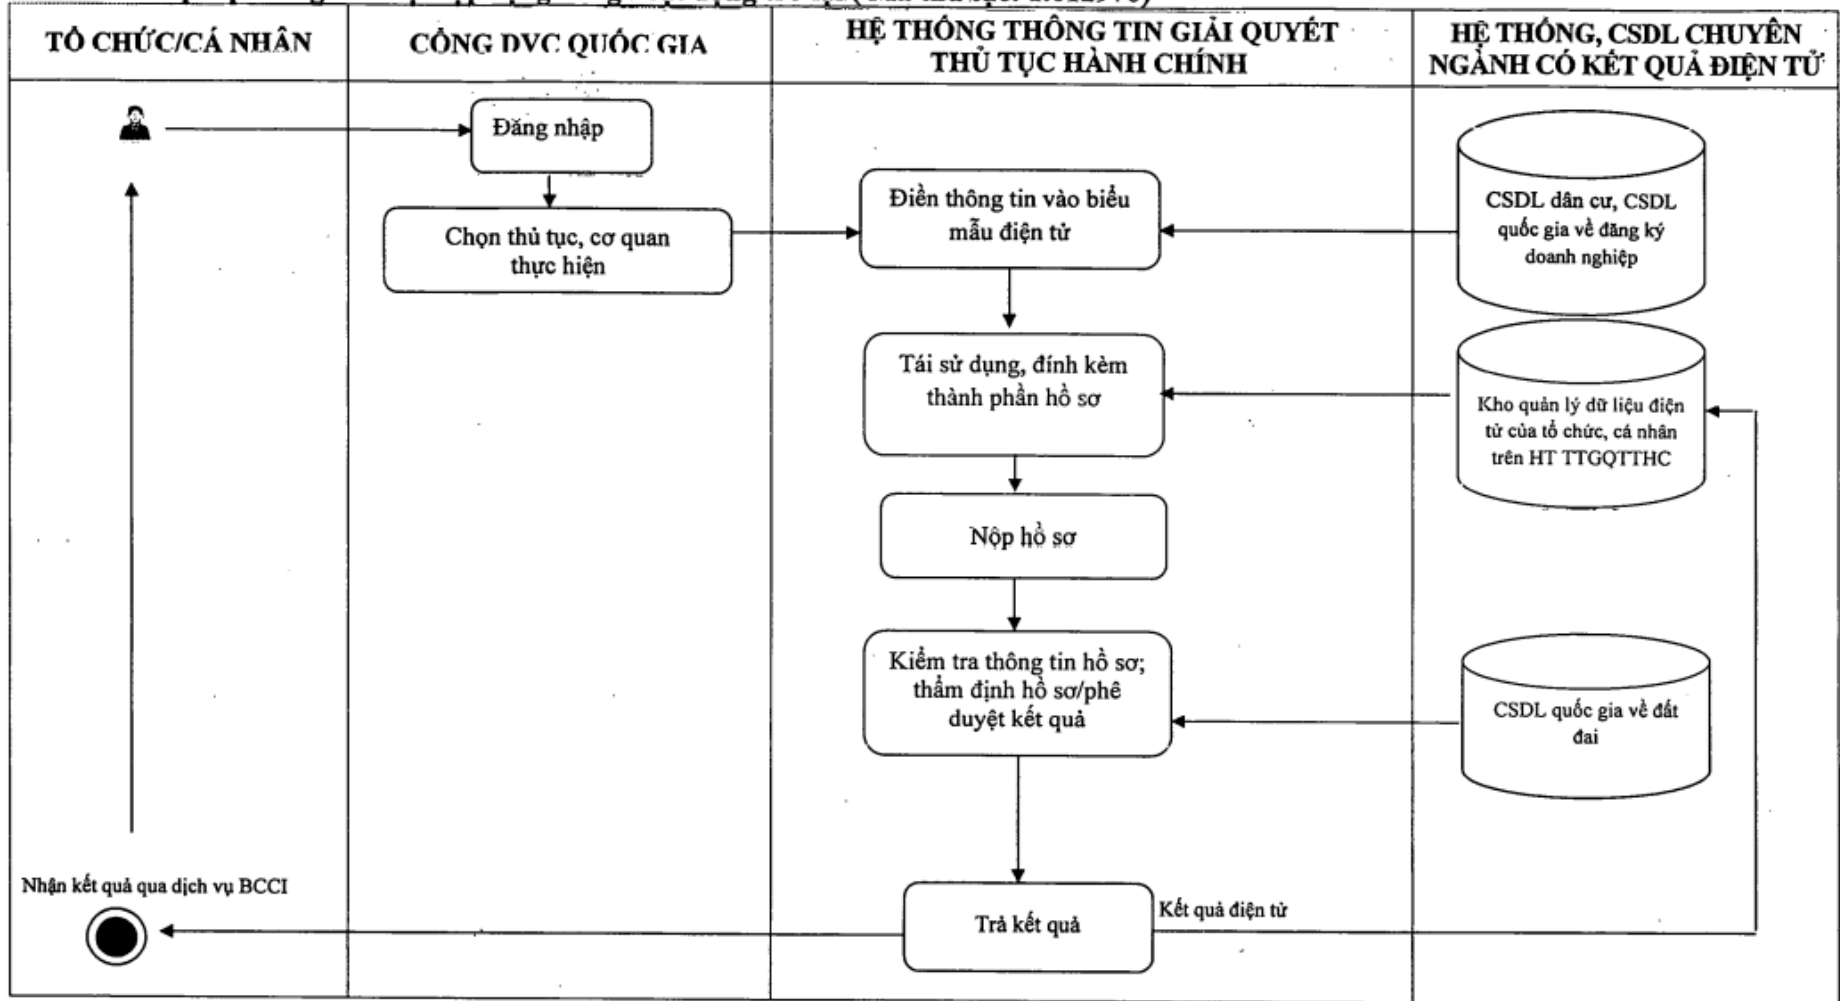 TỔ CHỨC/CÁ NHÂN
CỔNG DVC QUỐC GIA
HỆ THỐNG THÔNG TIN GIẢI QUYẾT
THỦ TỤC HÀNH CHÍNH
HỆ THỐNG, CSDL CHUYÊN
NGÀNH CÓ KẾT QUẢ ĐIỆN TỬ
Đăng nhập
Chọn thủ tục, cơ quan
thực hiện
Điền thông tin vào biểu
mẫu điện tử
CSDL dân cư, CSDL
quốc gia về đăng ký
doanh nghiệp
Tái sử dụng, đính kèm
thành phần hồ sơ
Kho quản lý dữ liệu điện
tử của tổ chức, cá nhân
trên HT TTGQTTHC
Nộp hồ sơ
Kiểm tra thông tin hồ sơ;
thẩm định hồ sơ/phê
duyệt kết quả
CSDL quốc gia về đất
đai
Nhận kết quả qua dịch vụ BCCI
Trả kết quả
Kết quả điện tử